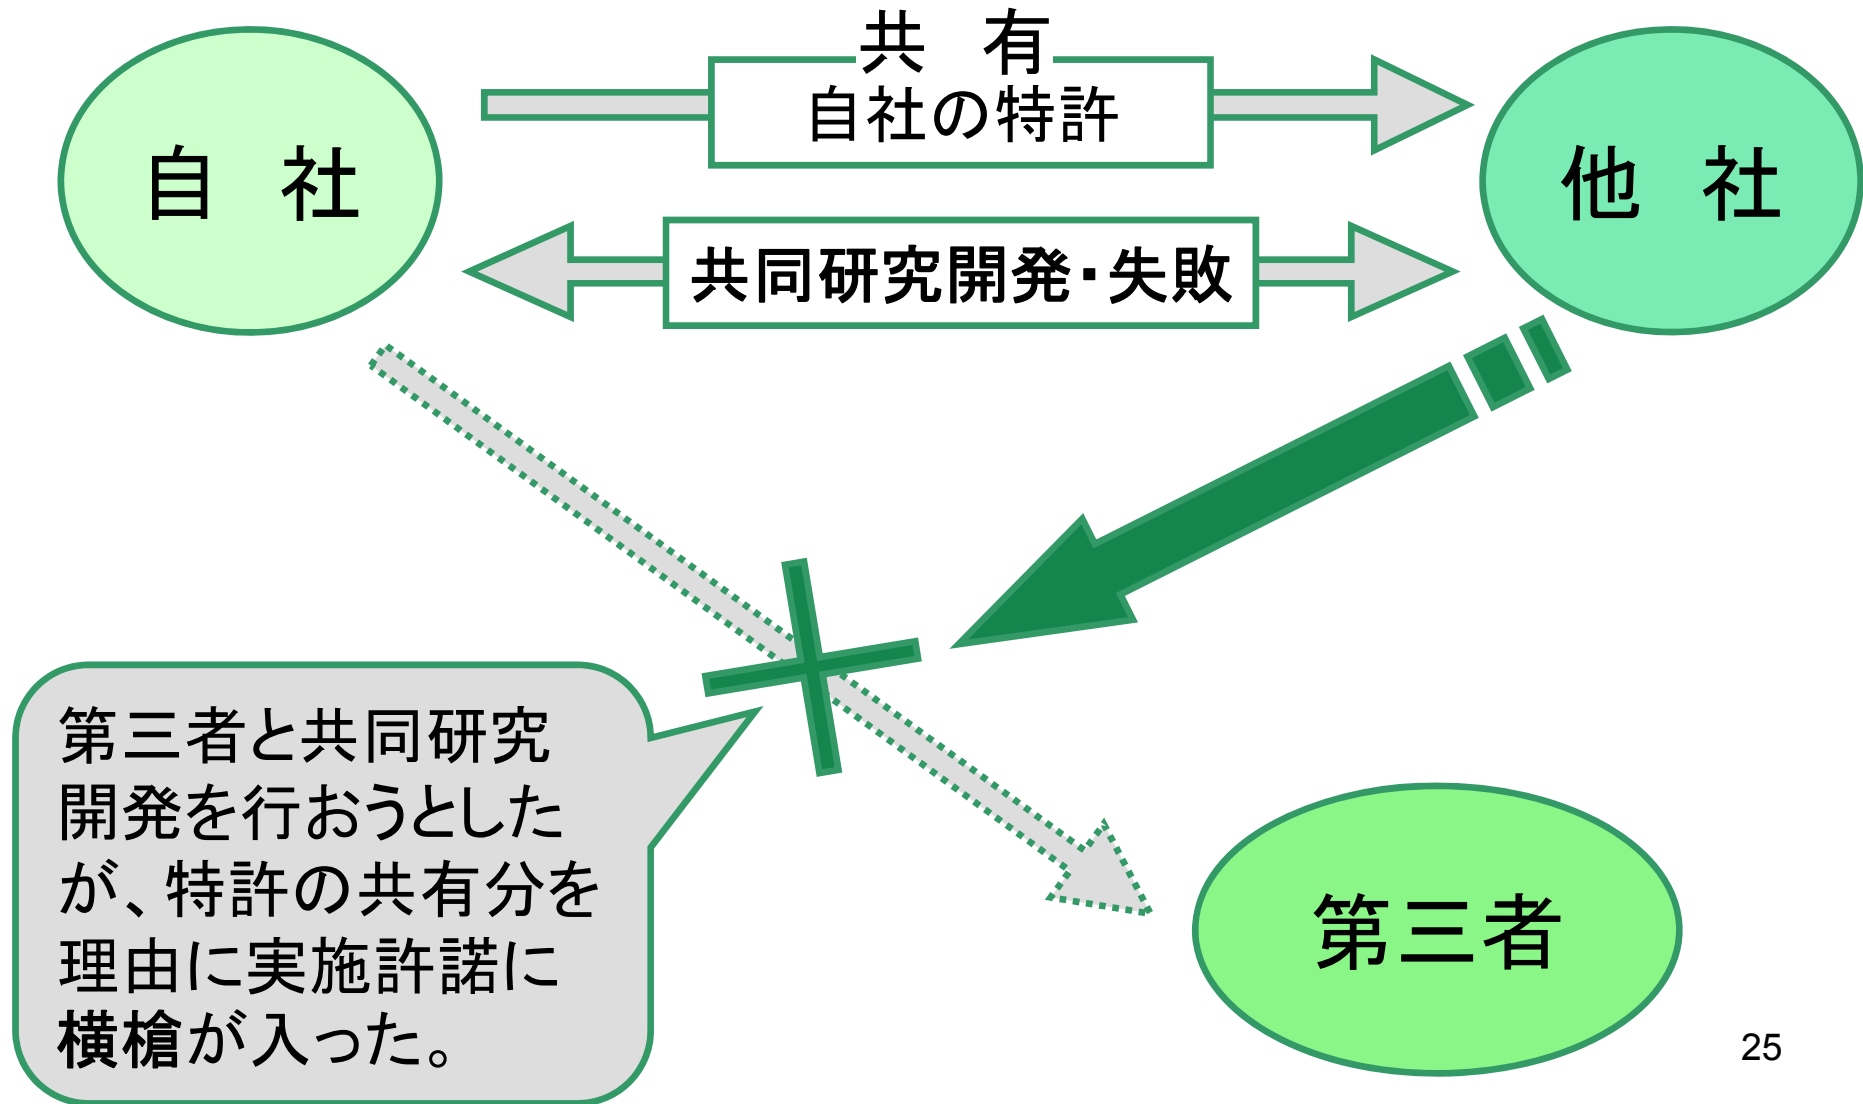 共　有
自社の特許
自　社
他　社
共同研究開発・失敗
第三者と共同研究
開発を行おうとした
が、特許の共有分を
理由に実施許諾に
横槍が入った。
第三者
25